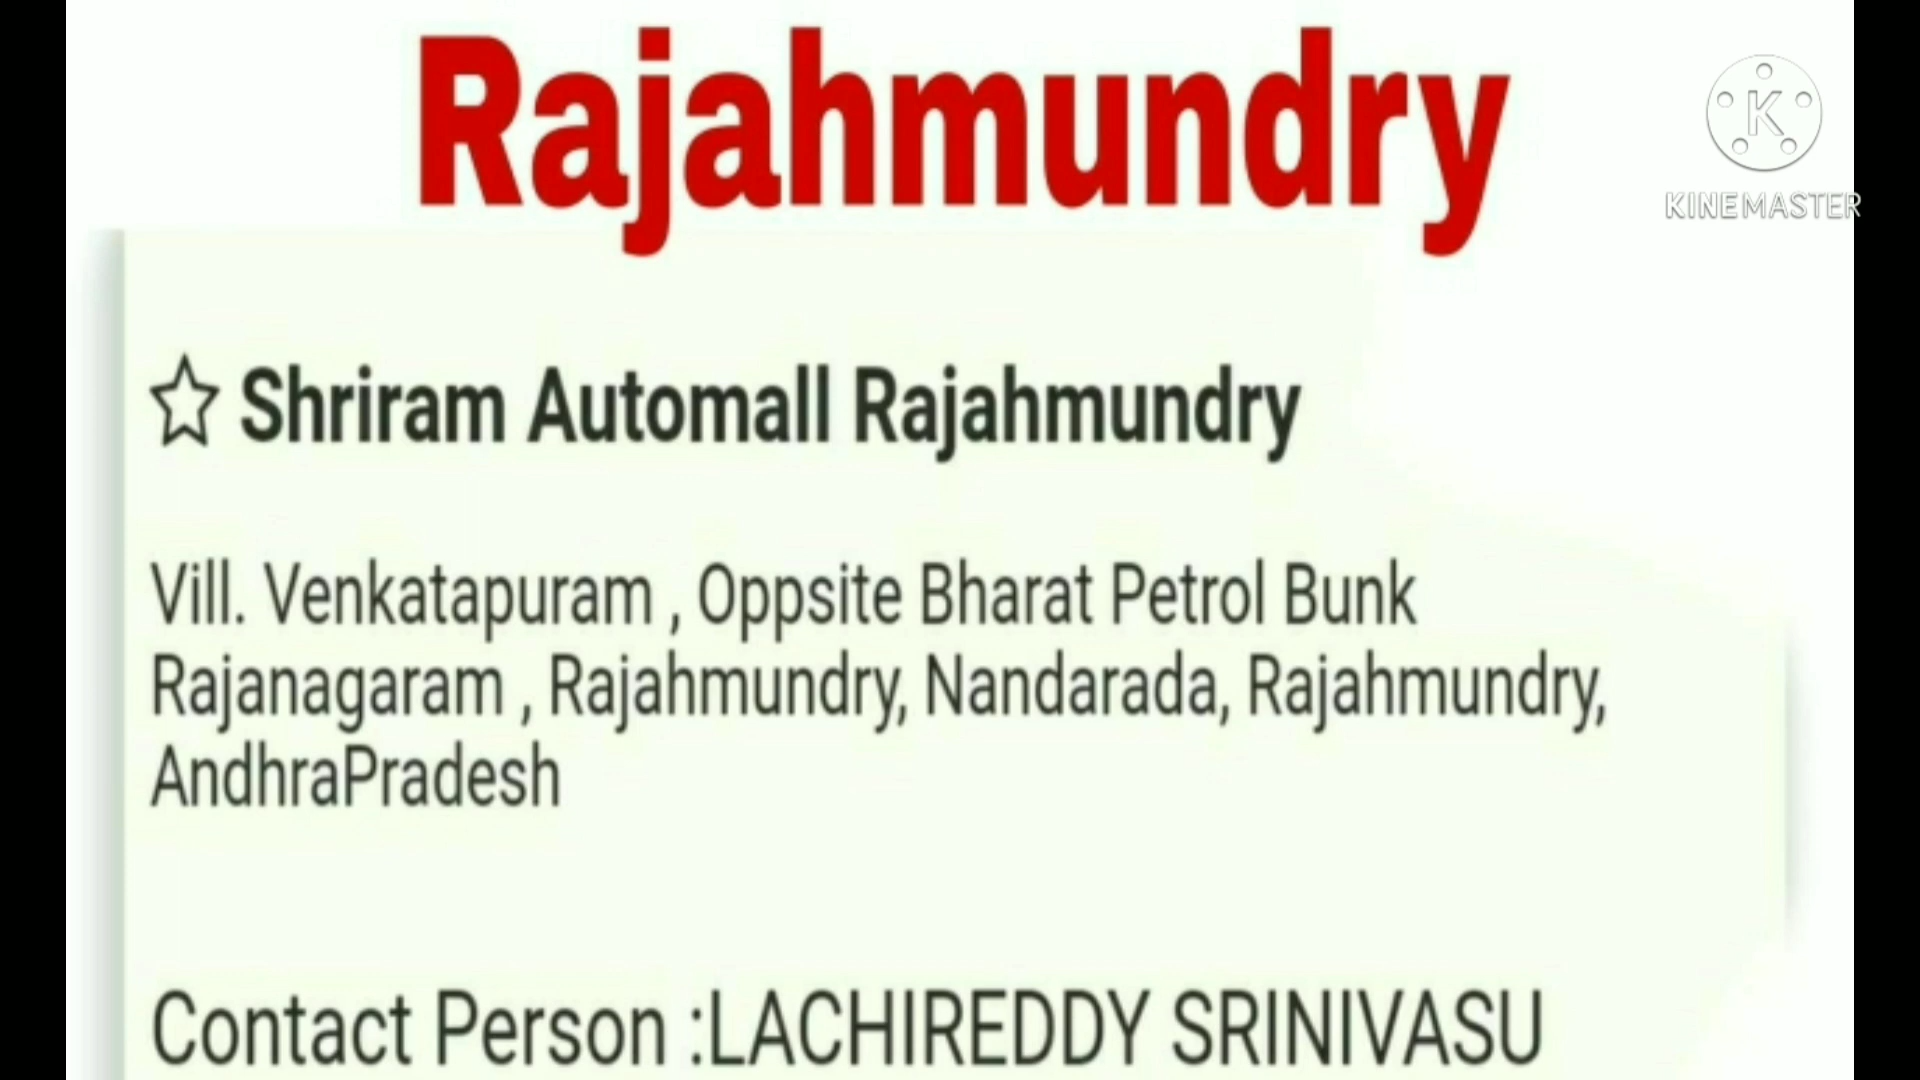 Rajahmundry
K
KINEMASTER
Shriram Automall Rajahmundry
Vill. Venkatapuram , Oppsite Bharat Petrol Bunk
Rajanagaram , Rajahmundry, Nandarada, Rajahmundry,
AndhraPradesh
Contact Person :LACHIREDDY SRINIVASU